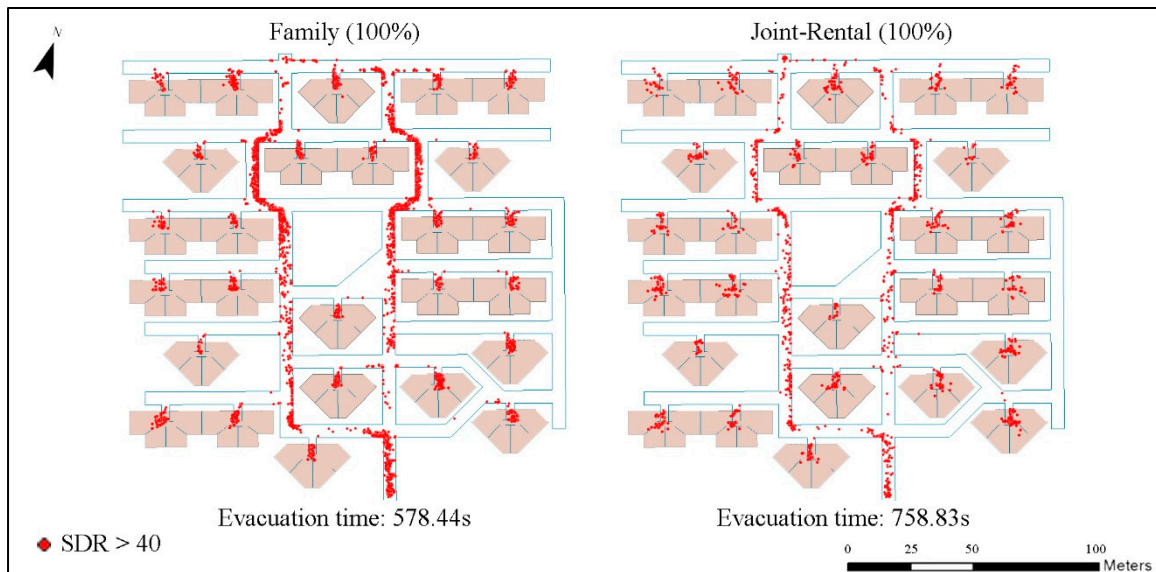 Family (100%)
Joint-Rental (100%)
N
Evacuation time: 578.44s
Evacuation time: 758.83s
SDR > 40
0 25 50 100
Meters